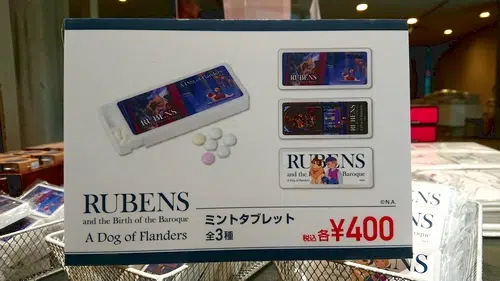 A Dog of Flanders
RUBENS
RUBENS
and the Birth of the Baroque
©N.A.
RUBENS
and the Birth of the Baroque
A Dog of Flanders
ミントタブレット
全3種
税込各¥400